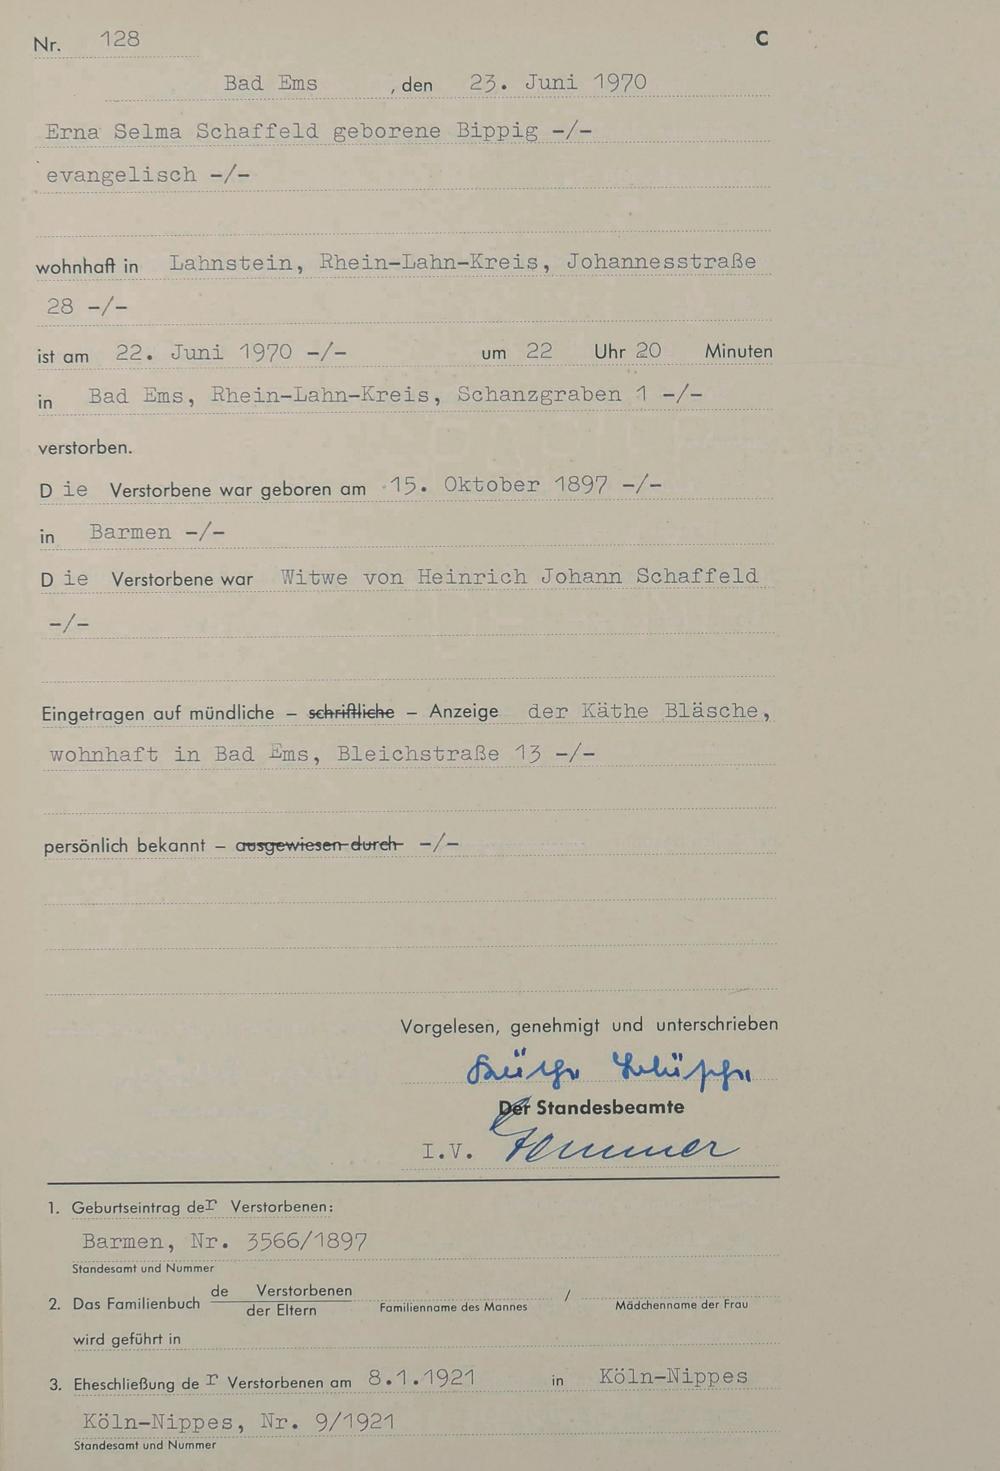 Nr. 128 C
Bad Ems , den 23. Juni 1970
Erna Selma Schaffeld geborene Bippig -/-
evangelisch -/-
wohnhaft in Lahnstein, Rhein-Lahn-Kreis, Johannesstraße
28 -/-
ist am 22. Juni 1970 -/- um 22 Uhr 20 Minuten
in Bad Ems, Rhein-Lahn-Kreis, Schanzgraben 1 -/-
verstorben.
D ie Verstorbene war geboren am 15. Oktober 1897 -/-
in Barmen -/-
D ie Verstorbene war Witwe von Heinrich Johann Schaffeld
-/-
Eingetragen auf mündliche – schriftliche – Anzeige der Käthe Bläsche,
wohnhaft in Bad Ems, Bleichstraße 13 -/-
persönlich bekannt – ausgewiesen durch -/-
Vorgelesen, genehmigt und unterschrieben
Käthe Bläsche
Der Standesbeamte
I.V.
1. Geburtseintrag der Verstorbenen:
Barmen, Nr. 3566/1897
Standesamt und Nummer
2. Das Familienbuch de Verstorbenen / der Eltern Familienname des Mannes / Mädchenname der Frau
wird geführt in
3. Eheschließung de r Verstorbenen am 8.1.1921 in Köln-Nippes
Köln-Nippes, Nr. 9/1921
Standesamt und Nummer